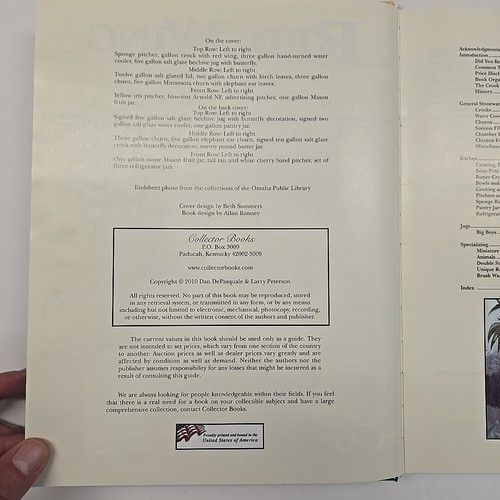 On the cover:
Top Row: Left to right
Sponge pitcher, gallon crock with red wing, three gallon hand-turned water
cooler, five gallon salt glaze beehive jug with butterfly.
Middle Row: Left to right
Twelve gallon salt glazed lid, two gallon churn with birch leaves, three gallon
churn, five gallon Minnesota churn with elephant ear leaves.
Front Row: Left to right
Yellow iris pitcher, blue-tint Arnold NE advertising pitcher, one gallon Mason
fruit jar.
On the back cover:
Top Row: Left to right
Signed five gallon salt glaze beehive jug with butterfly decoration, signed two
gallon salt glaze water cooler, one gallon pantry jar.
Middle Row: Left to right
Three gallon churn, five gallon elephant ear churn, signed ten gallon salt glaze
crock with butterfly decoration, twenty pound butter jar.
Front Row: Left to right
One gallon stone Mason fruit jar, tall tan and white cherry band pitcher, set of
three refrigerator jars.
Endsheet photo from the collections of the Omaha Public Library
Cover design by Beth Summers
Book design by Allan Ramsey
Collector Books
P.O. Box 3009
Paducah, Kentucky 42002-3009
www.collectorbooks.com
Copyright © 2010 Dan DePasquale & Larry Peterson
All rights reserved. No part of this book may be reproduced, stored
in any retrieval system, or transmitted in any form, or by any means
including but not limited to electronic, mechanical, photocopy, recording,
or otherwise, without the written consent of the authors and publisher.
The current values in this book should be used only as a guide. They
are not intended to set prices, which vary from one section of the country
to another. Auction prices as well as dealer prices vary greatly and are
affected by condition as well as demand. Neither the authors nor the
publisher assumes responsibility for any losses that might be incurred as a
result of consulting this guide.
We are always looking for people knowledgeable within their fields. If you feel
that there is a real need for a book on your collectible subject and have a large
comprehensive collection, contact Collector Books.
Proudly printed and bound in the
United States of America
Acknowledgments
Introduction
Did You Kn
Common T
Price Discl
Book Orga
The Crock
History
General Stonewar
Crocks
Water Coo
Churns
Success Fil
Chamber P
Chicken Fe
Miscellane
Kitchen
Canning, P
Bean Pots
Butter Croc
Bowls and
Cooking a
Pitchers a
Sponge Ba
Pantry Jars
Refrigerat
Jugs
Big Boys
Specializing
Miniature
Animals
Double St
Unique Ra
Brush Wa
Index